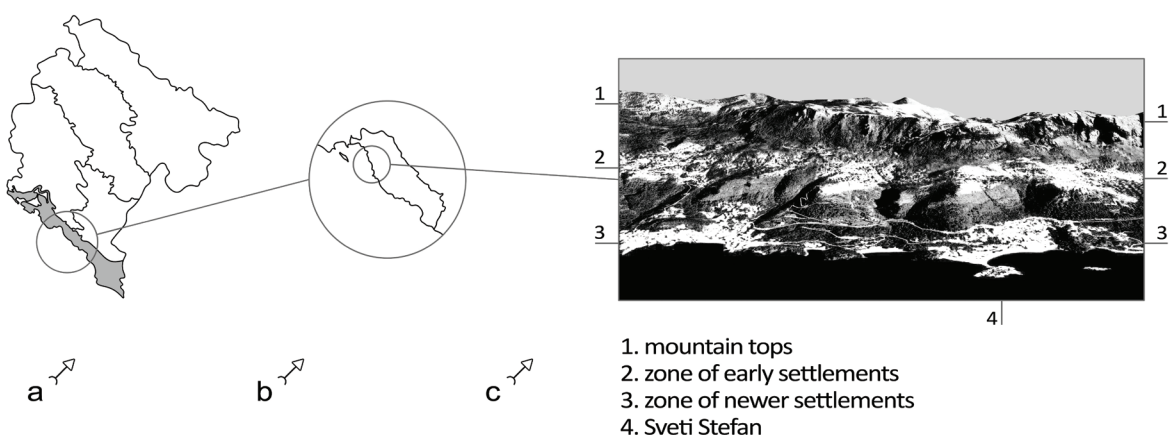 1
1
2
2
3
3
4
1. mountain tops
2. zone of early settlements
3. zone of newer settlements
4. Sveti Stefan
a
b
c